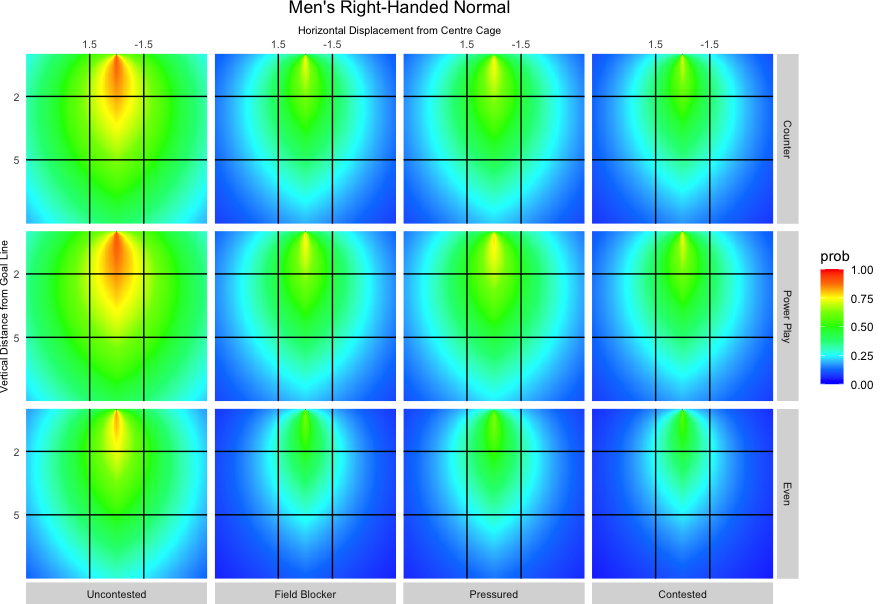 Men's Right-Handed Normal
Horizontal Displacement from Centre Cage
1.5 -1.5 1.5 -1.5 1.5 -1.5 1.5 -1.5
Vertical Distance from Goal Line
2
5
Counter
2
5
Power Play
2
5
Even
Uncontested Field Blocker Pressured Contested
prob
1.00
0.75
0.50
0.25
0.00